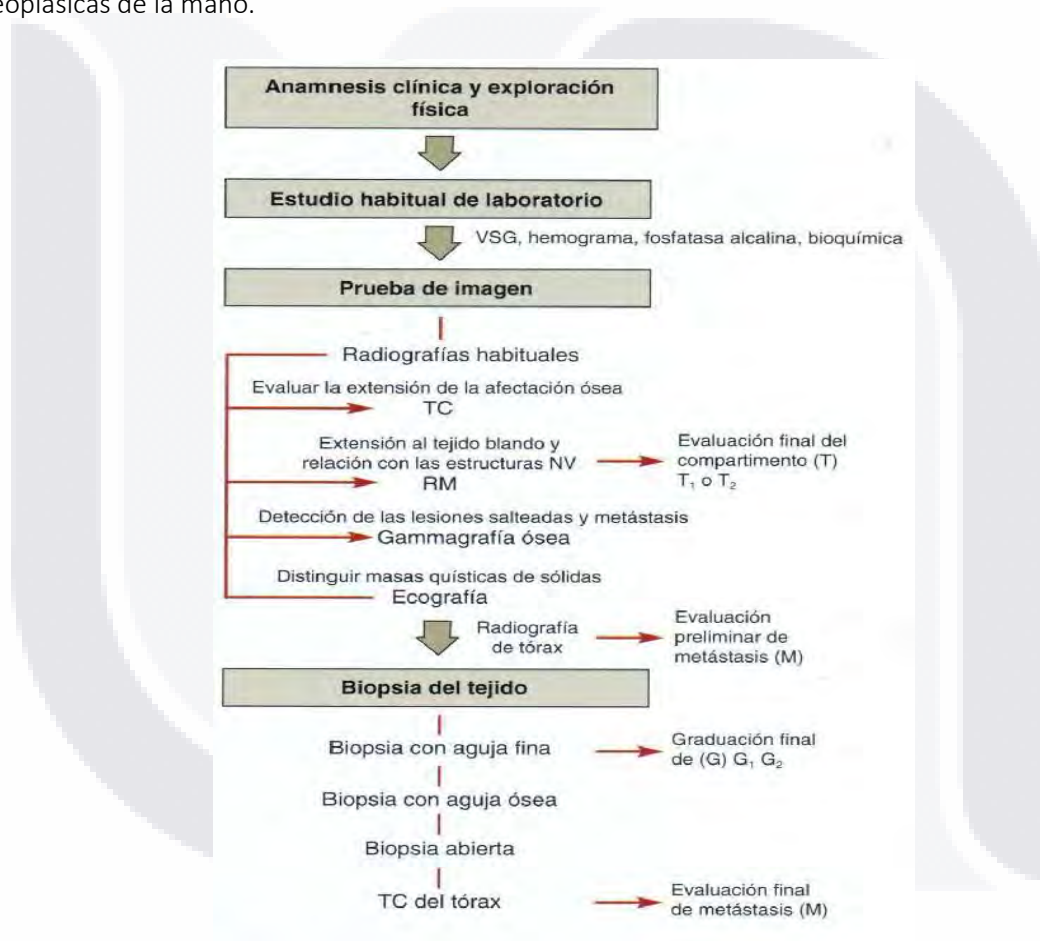 eoplásicas de la mano.
Anamnesis clínica y exploración
física
Estudio habitual de laboratorio
VSG, hemograma, fosfatasa alcalina, bioquímica
Prueba de imagen
Radiografías habituales
Evaluar la extensión de la afectación ósea
TC
Extensión al tejido blando y
relación con las estructuras NV
RM
Evaluación final del
compartimento (T)
T₁ o T₂
Detección de las lesiones salteadas y metástasis
Gammagrafía ósea
Distinguir masas quísticas de sólidas
Ecografía
Radiografía
de tórax
Evaluación
preliminar de
metástasis (M)
Biopsia del tejido
Biopsia con aguja fina
Graduación final
de (G) G₁ G₂
Biopsia con aguja ósea
Biopsia abierta
TC del tórax
Evaluación final
de metástasis (M)